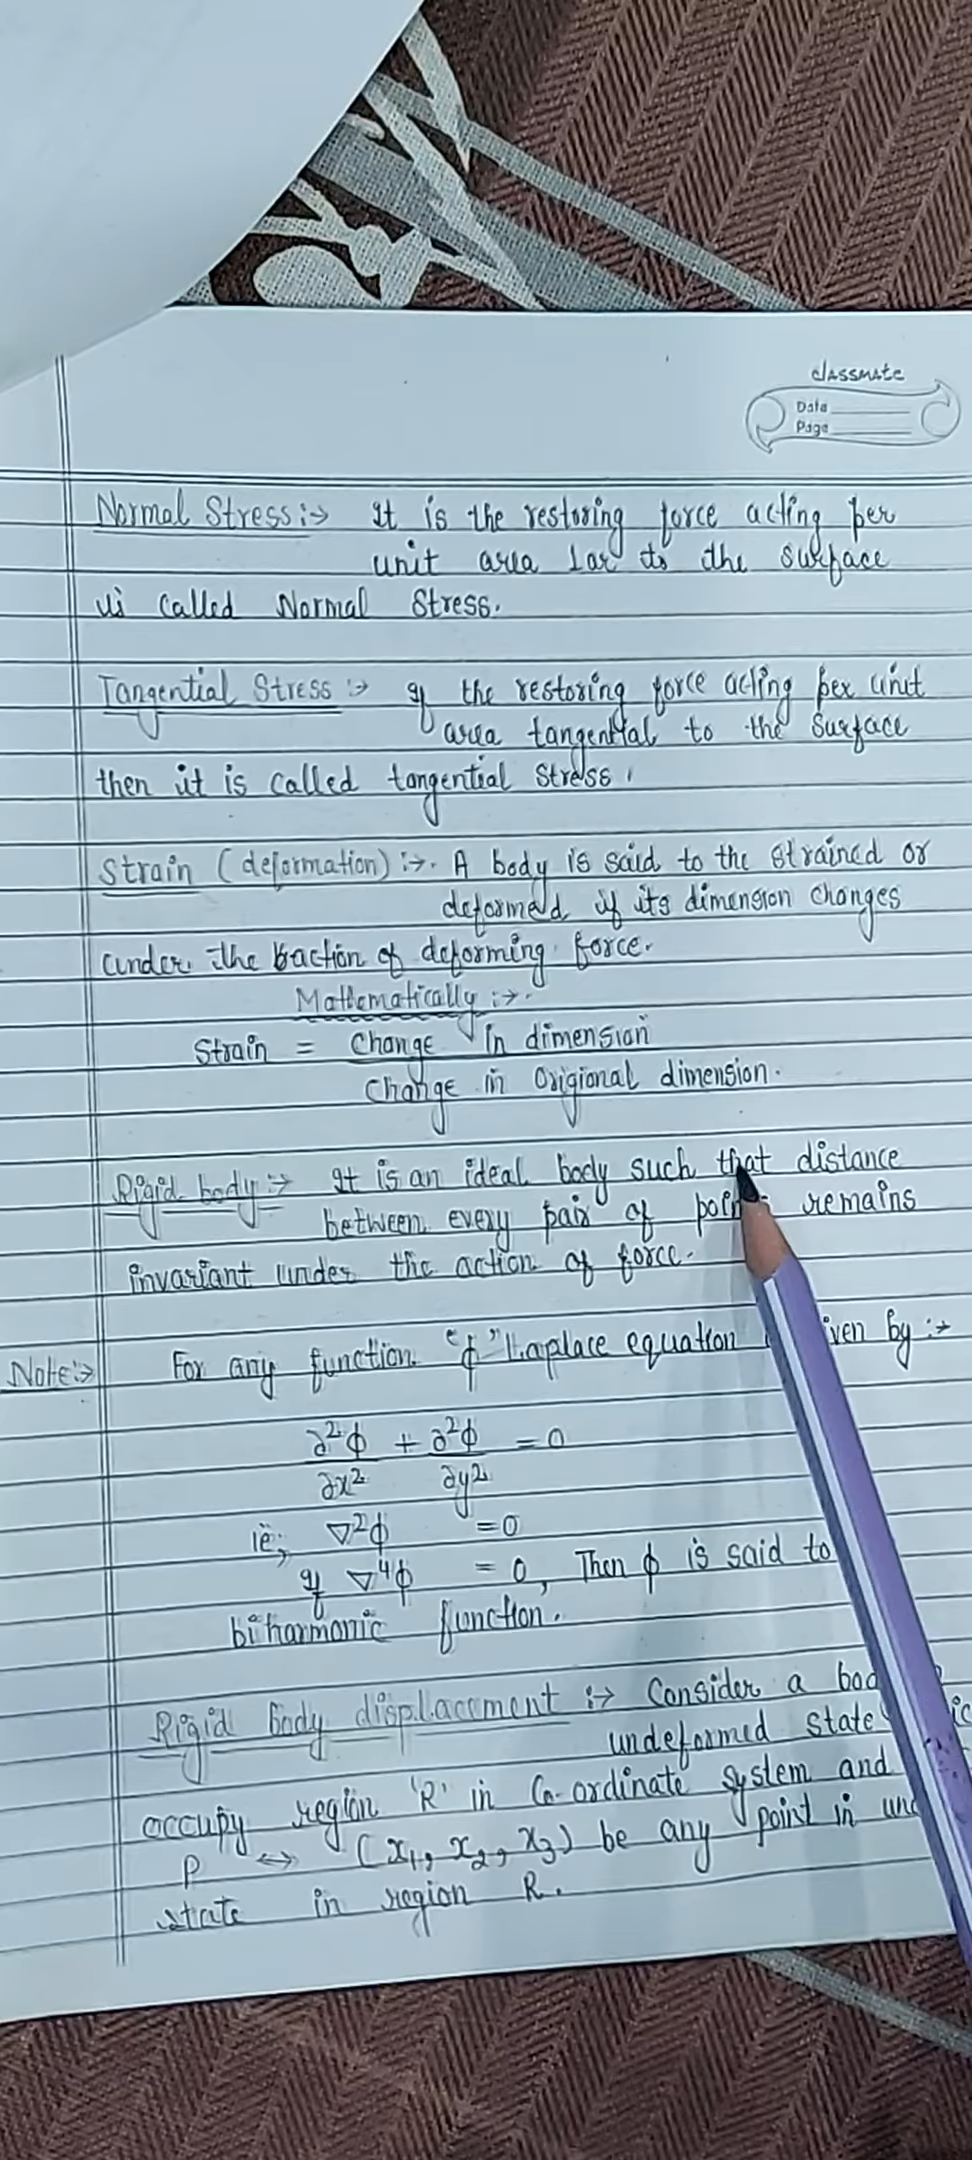 classmate
Date
Page
Normal Stress :→ It is the restoring force acting per
unit area ⊥ar to the surface
is called Normal Stress.
Tangential Stress :→ If the restoring force acting per unit
area tangential to the surface
then it is called tangential stress.
Strain (deformation) :→. A body is said to the strained or
deformed if its dimension changes
under the action of deforming force.
Mathematically :→.
Strain = Change In dimension
Change in Origional dimension.
Rigid body :→ It is an ideal body such that distance
between every pair of remains
invariant under the action of force.
Note :→ For any function "ϕ" Laplace equation by :→
∂²ϕ + ∂²ϕ = 0
∂x² ∂y²
ie, ∇²ϕ = 0
If ∇⁴ϕ = 0, Then ϕ is said to
biharmonic function.
Rigid body displacement :→ Consider a
undeformed state
occupy region 'R' in Co-ordinate system and
P ↔ (x₁, x₂, x₃) be any point in
state in region R.